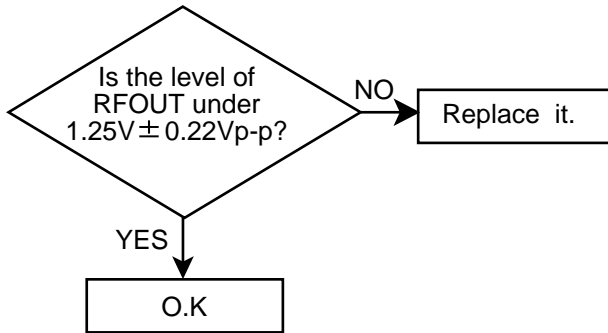 Is the level of
RFOUT under
1.25V ± 0.22Vp-p?
NO
Replace it.
YES
O.K